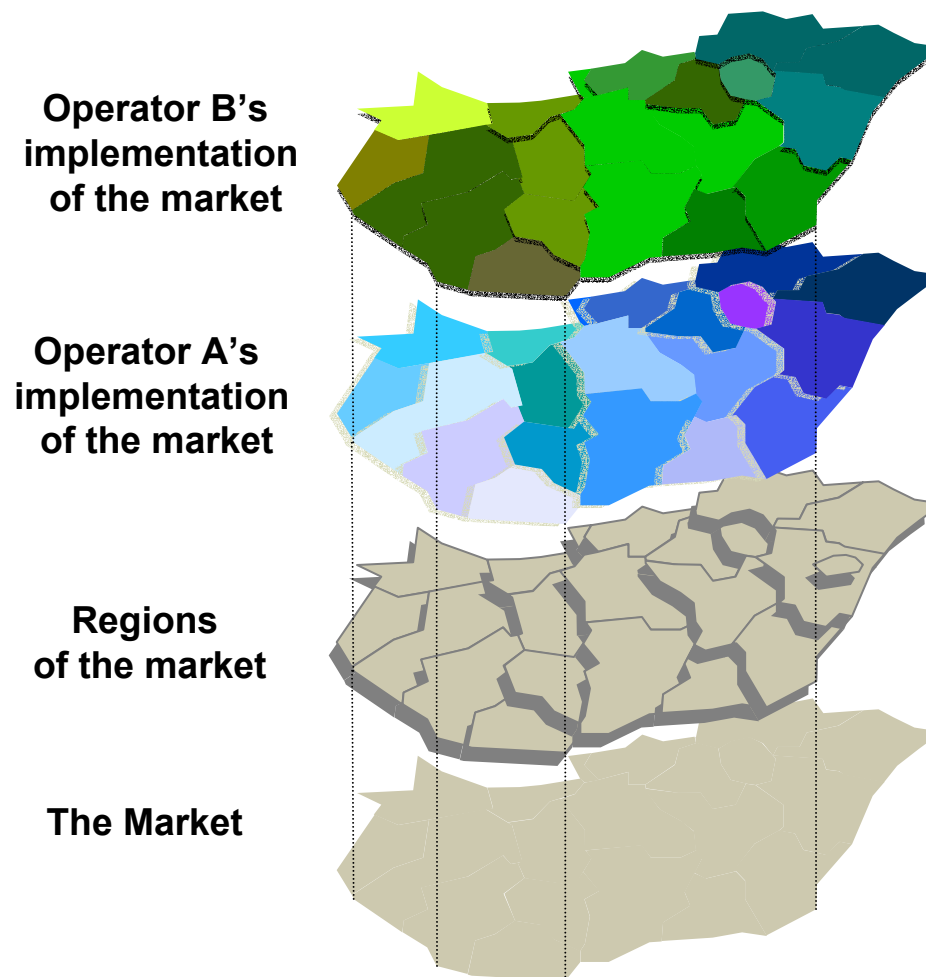 Operator B’s
implementation
of the market
Operator A’s
implementation
of the market
Regions
of the market
The Market